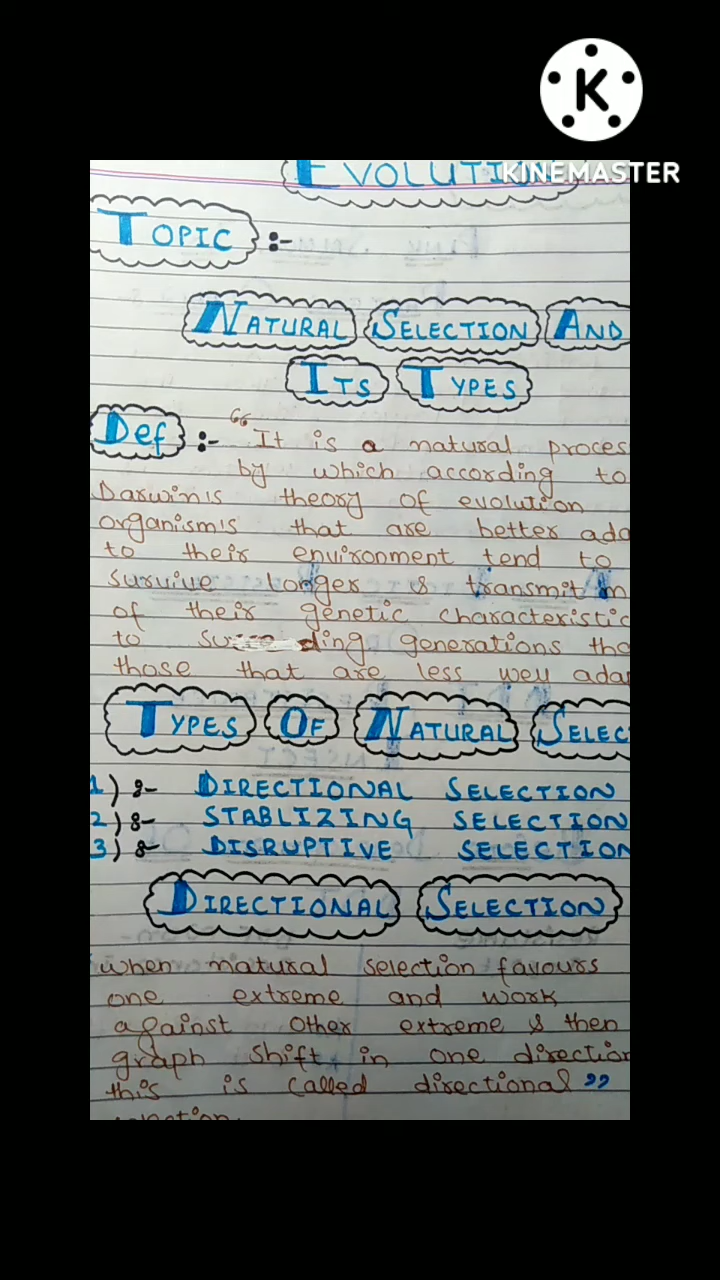 K
KINEMASTER
EVOLUTION
TOPIC :-
NATURAL SELECTION AND
ITS TYPES
Def :- "It is a natural proces
by which according to
Darwin's theory of evolution
organism's that are better ada
to their environment tend to
survive longer & transmit m
of their genetic characteristic
to generations tha
those that are less well adap
TYPES OF NATURAL SELEC
1) :- DIRECTIONAL SELECTION
2) :- STABLIZING SELECTION
3) :- DISRUPTIVE SELECTION
DIRECTIONAL SELECTION
when natural selection favours
one extreme and work
against other extreme & then
graph shift in one direction
this is called directional "